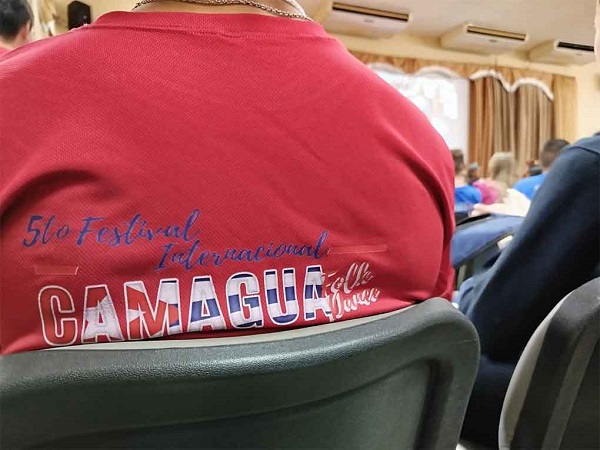 5to Festival
Internacional
CAMAGUA
Folk
Dance